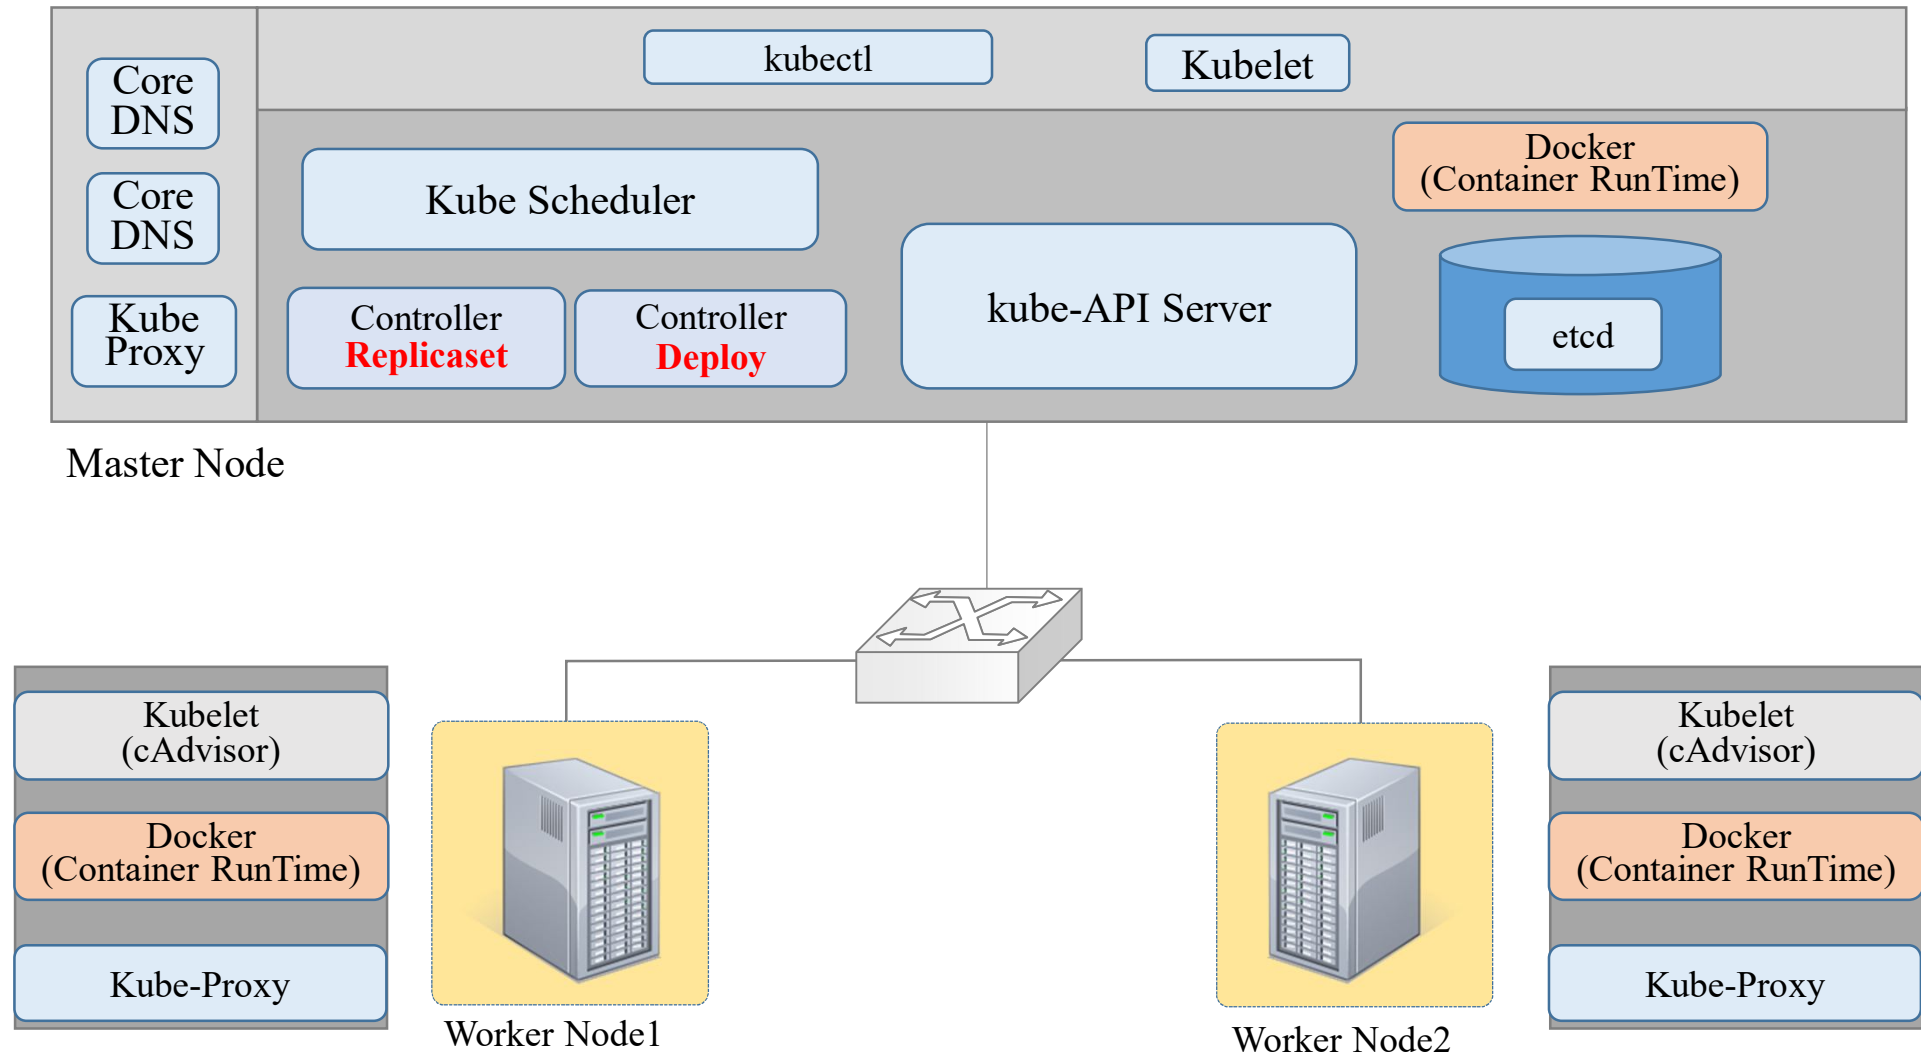 kubectl
Kubelet
Core
DNS
Core
DNS
Kube
Proxy
Kube Scheduler
Controller
Replicaset
Controller
Deploy
kube-API Server
Docker
(Container RunTime)
etcd
Master Node
Kubelet
(cAdvisor)
Docker
(Container RunTime)
Kube-Proxy
Worker Node1
Worker Node2
Kubelet
(cAdvisor)
Docker
(Container RunTime)
Kube-Proxy